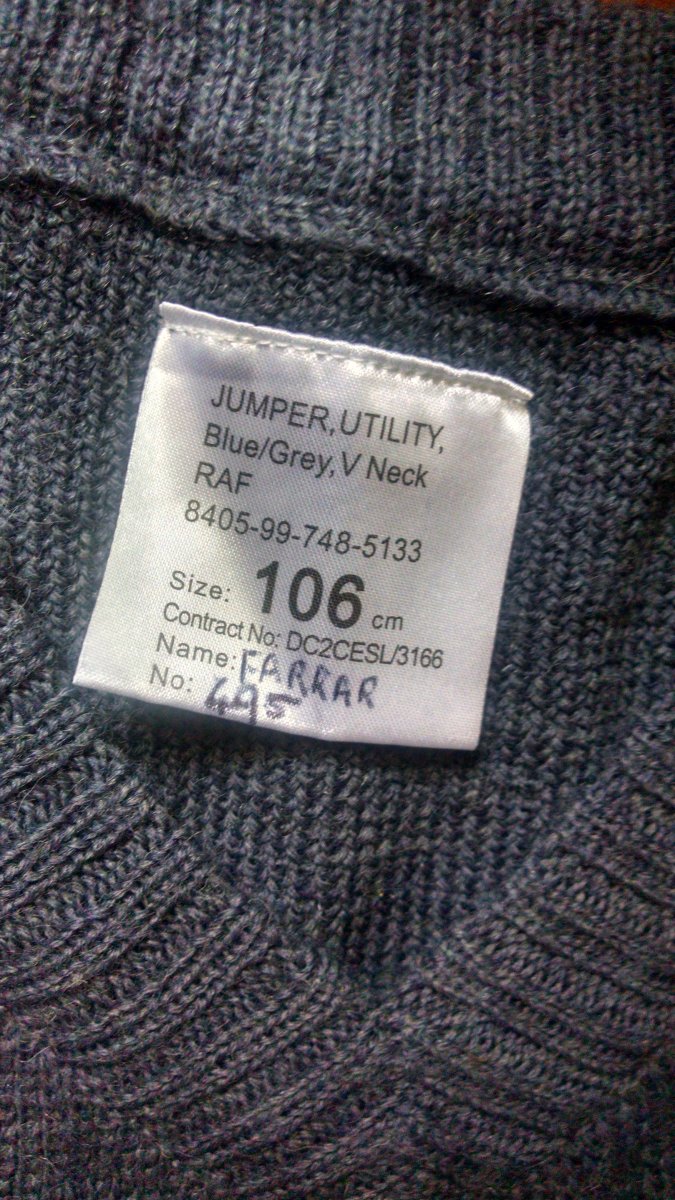 JUMPER,UTILITY,
Blue/Grey,V Neck
RAF
8405-99-748-5133
Size: 106 cm
Contract No: DC2CESL/3166
Name: FARRAR
No: 495